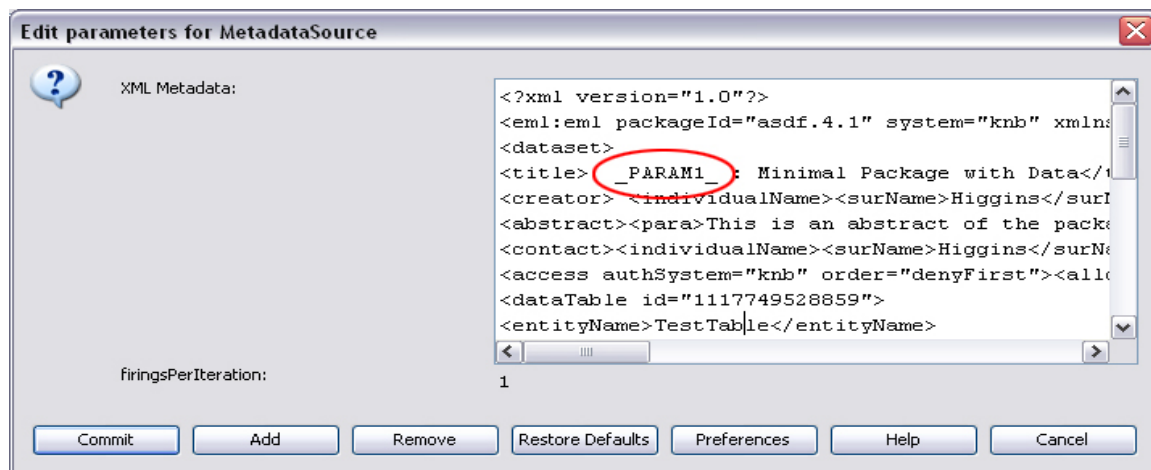 Edit parameters for MetadataSource
XML Metadata:
<?xml version="1.0"?>
<eml:eml packageId="asdf.4.1" system="knb" xmlns
<dataset>
<title> _PARAM1_ : Minimal Package with Data</t
<creator> <individualName><surName>Higgins</surN
<abstract><para>This is an abstract of the packa
<contact><individualName><surName>Higgins</surNa
<access authSystem="knb" order="denyFirst"><allo
<dataTable id="1117749528859">
<entityName>TestTable</entityName>
firingsPerIteration:
1
Commit Add Remove Restore Defaults Preferences Help Cancel